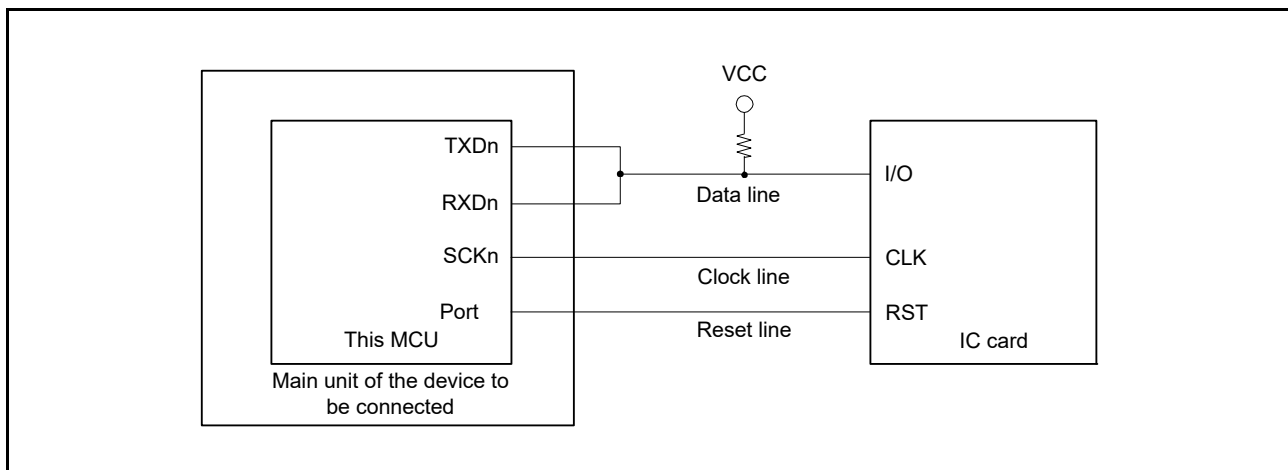 VCC
TXDn
RXDn
SCKn
Port
This MCU
Main unit of the device to
be connected
Data line
Clock line
Reset line
I/O
CLK
RST
IC card